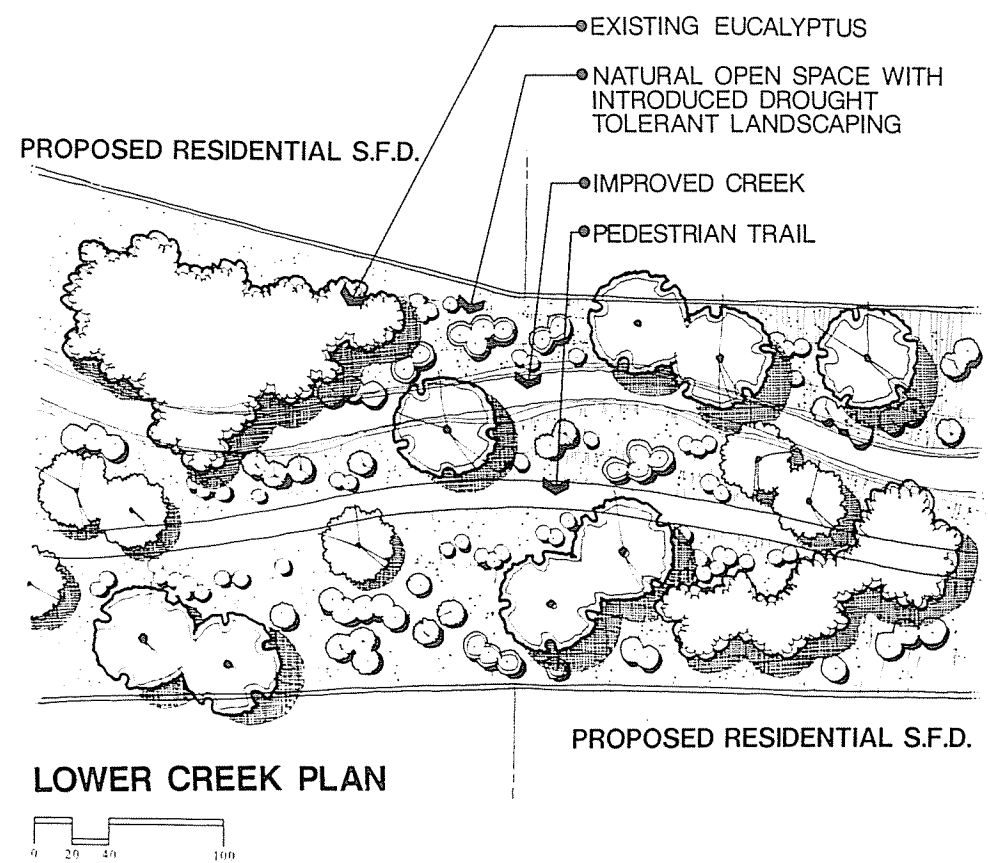 EXISTING EUCALYPTUS
NATURAL OPEN SPACE WITH
INTRODUCED DROUGHT
TOLERANT LANDSCAPING
PROPOSED RESIDENTIAL S.F.D.
IMPROVED CREEK
PEDESTRIAN TRAIL
PROPOSED RESIDENTIAL S.F.D.
LOWER CREEK PLAN
0 20 40 100